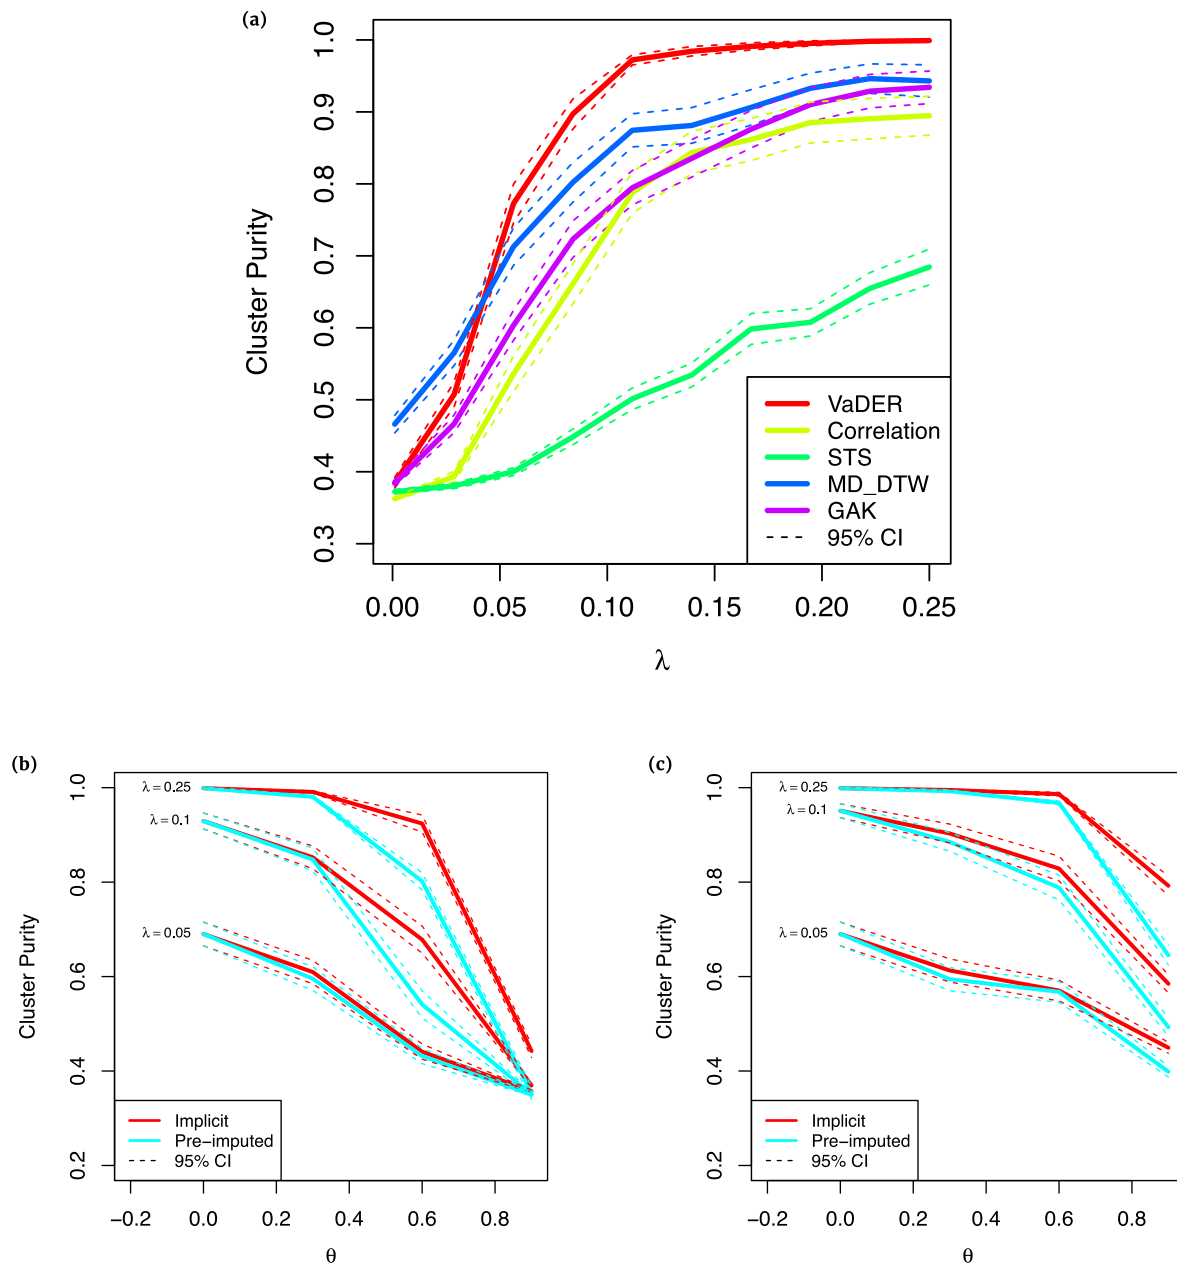 (a)
1.0
0.9
0.8
0.7
0.6
0.5
0.4
0.3
Cluster Purity
VaDER
Correlation
STS
MD_DTW
GAK
95% CI
0.00 0.05 0.10 0.15 0.20 0.25
λ
(b)
1.0
0.8
0.6
0.4
0.2
Cluster Purity
λ = 0.25
λ = 0.1
λ = 0.05
Implicit
Pre-imputed
95% CI
−0.2 0.0 0.2 0.4 0.6 0.8
θ
(c)
1.0
0.8
0.6
0.4
0.2
Cluster Purity
λ = 0.25
λ = 0.1
λ = 0.05
Implicit
Pre-imputed
95% CI
−0.2 0.0 0.2 0.4 0.6 0.8
θ